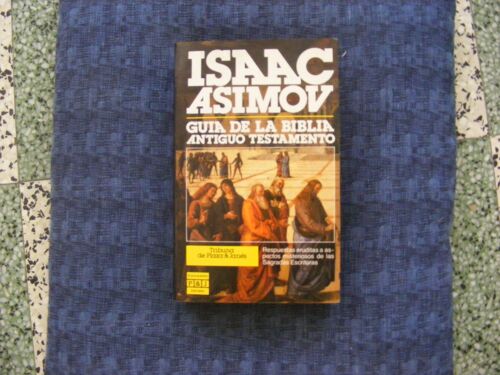 ISAAC
ASIMOV
GUIA DE LA BIBLIA
ANTIGUO TESTAMENTO
Tribuna
de Plaza & Janés
Respuestas eruditas a as-
pectos misteriosos de las
Sagradas Escrituras
P&J